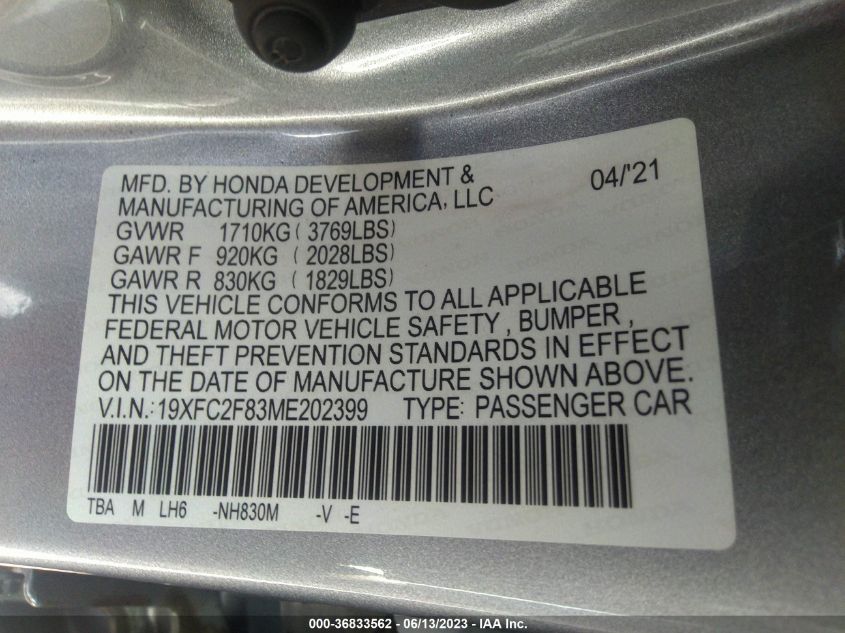 MFD. BY HONDA DEVELOPMENT & 04/'21
MANUFACTURING OF AMERICA, LLC
GVWR 1710KG ( 3769LBS)
GAWR F 920KG ( 2028LBS)
GAWR R 830KG ( 1829LBS)
THIS VEHICLE CONFORMS TO ALL APPLICABLE
FEDERAL MOTOR VEHICLE SAFETY , BUMPER ,
AND THEFT PREVENTION STANDARDS IN EFFECT
ON THE DATE OF MANUFACTURE SHOWN ABOVE.
V.I.N.: 19XFC2F83ME202399 TYPE: PASSENGER CAR
TBA M LH6 -NH830M -V -E
000-36833562 - 06/13/2023 - IAA Inc.